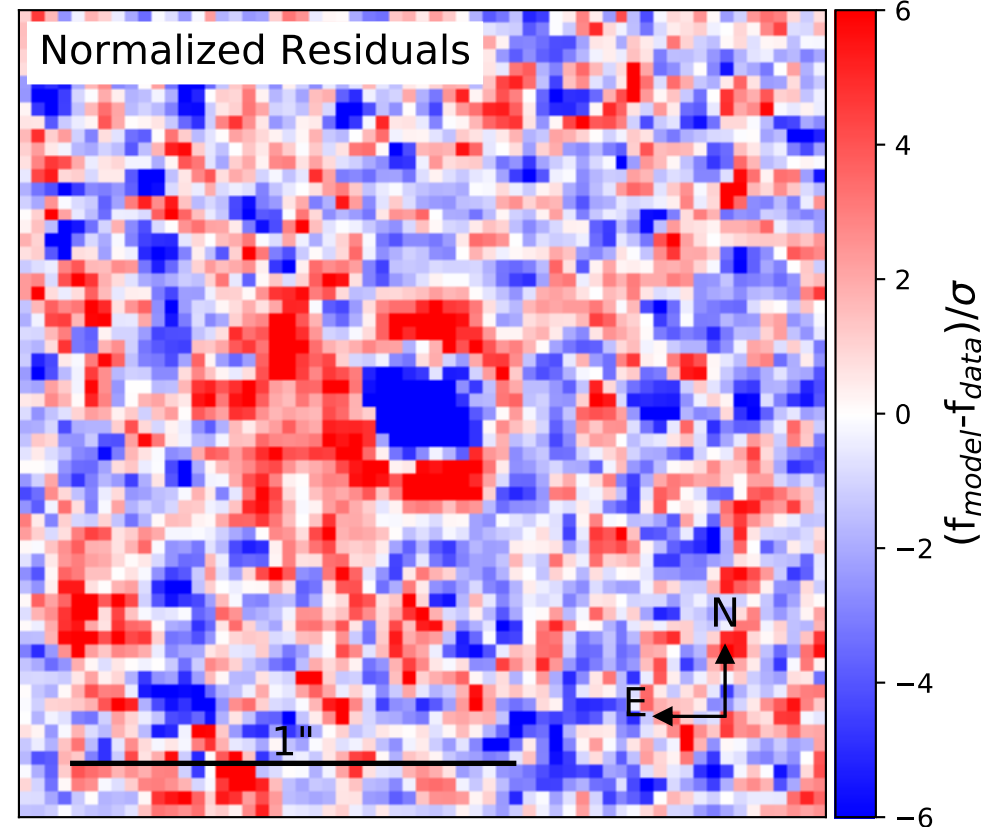 Normalized Residuals
6
4
2
0
−2
−4
−6
(f_model-f_data)/σ
N
E
1"